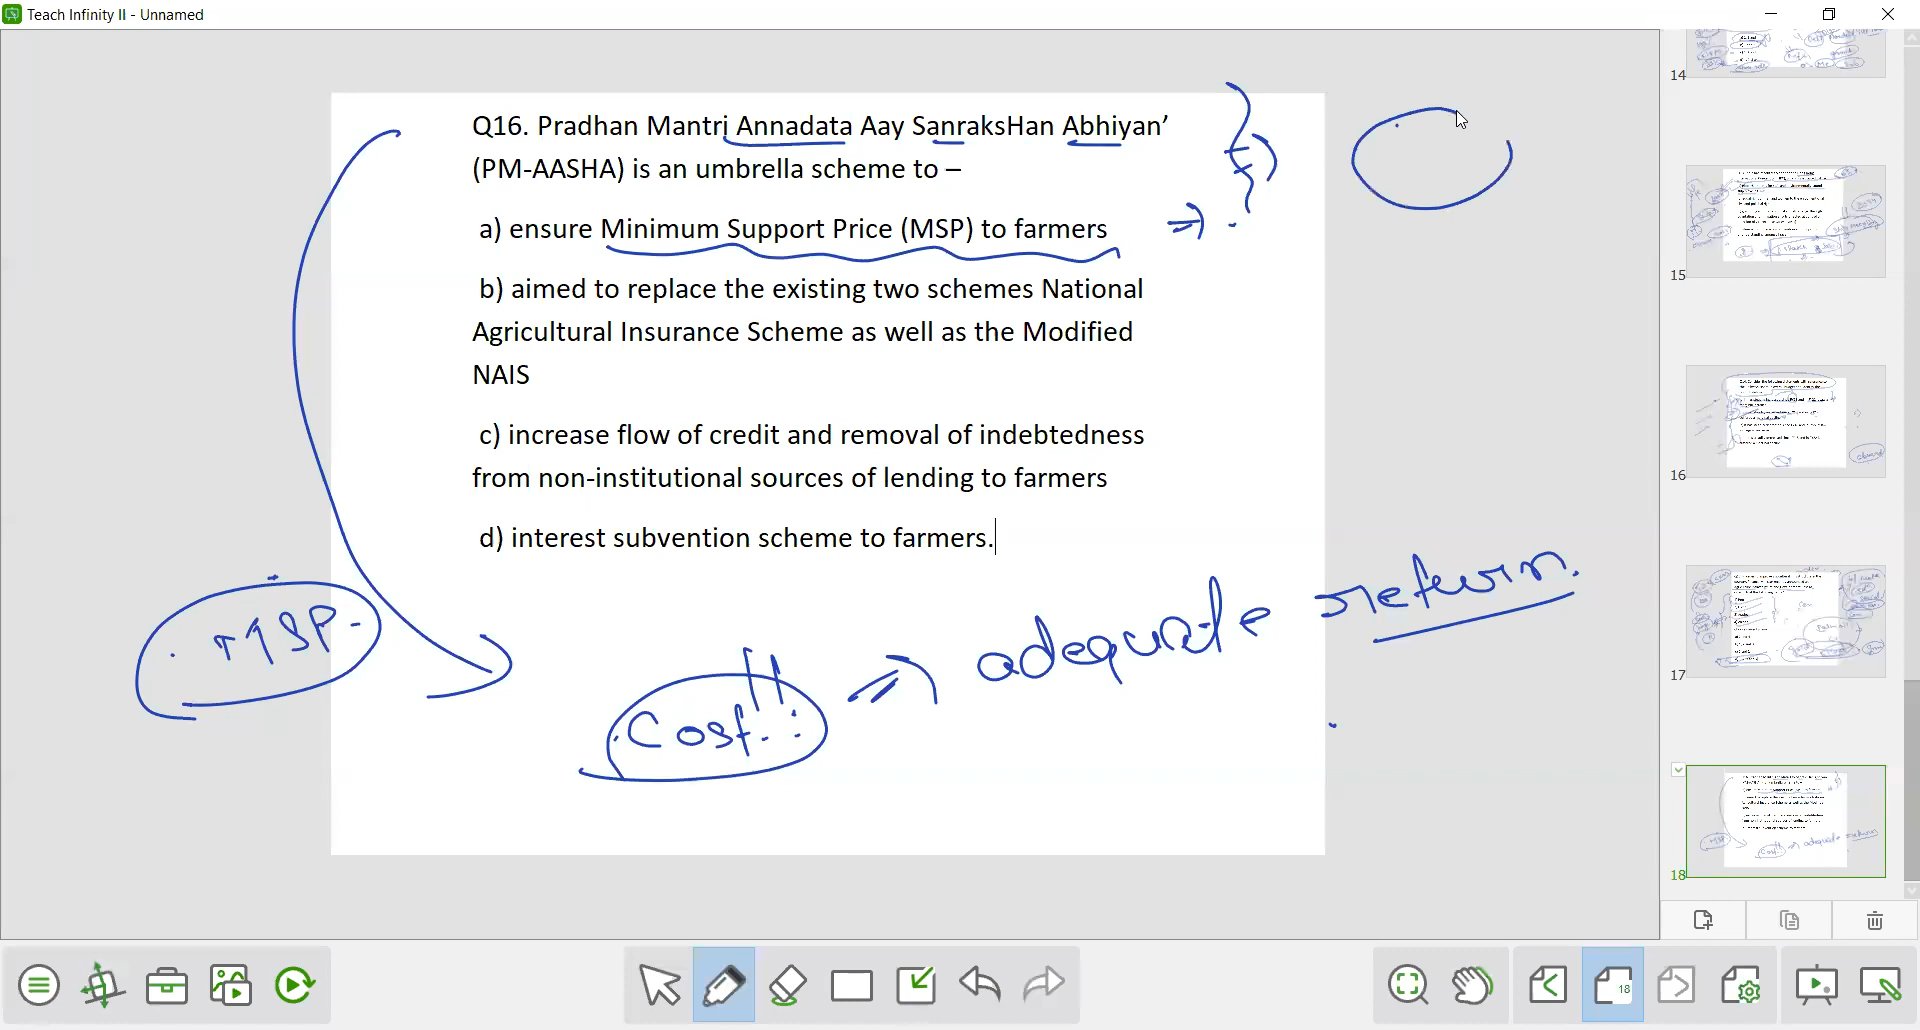 Teach Infinity II - Unnamed
Q16. Pradhan Mantri Annadata Aay SanraksHan Abhiyan’
(PM-AASHA) is an umbrella scheme to –
a) ensure Minimum Support Price (MSP) to farmers
b) aimed to replace the existing two schemes National
Agricultural Insurance Scheme as well as the Modified
NAIS
c) increase flow of credit and removal of indebtedness
from non-institutional sources of lending to farmers
d) interest subvention scheme to farmers.
MSP
Cost!!
adequate return.
14
15
16
17
18
18